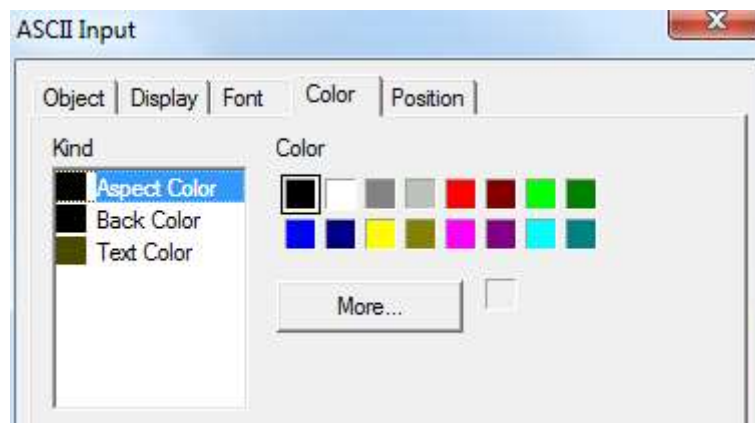 ASCII Input
Object Display Font Color Position
Kind Color
Aspect Color
Back Color
Text Color
More...